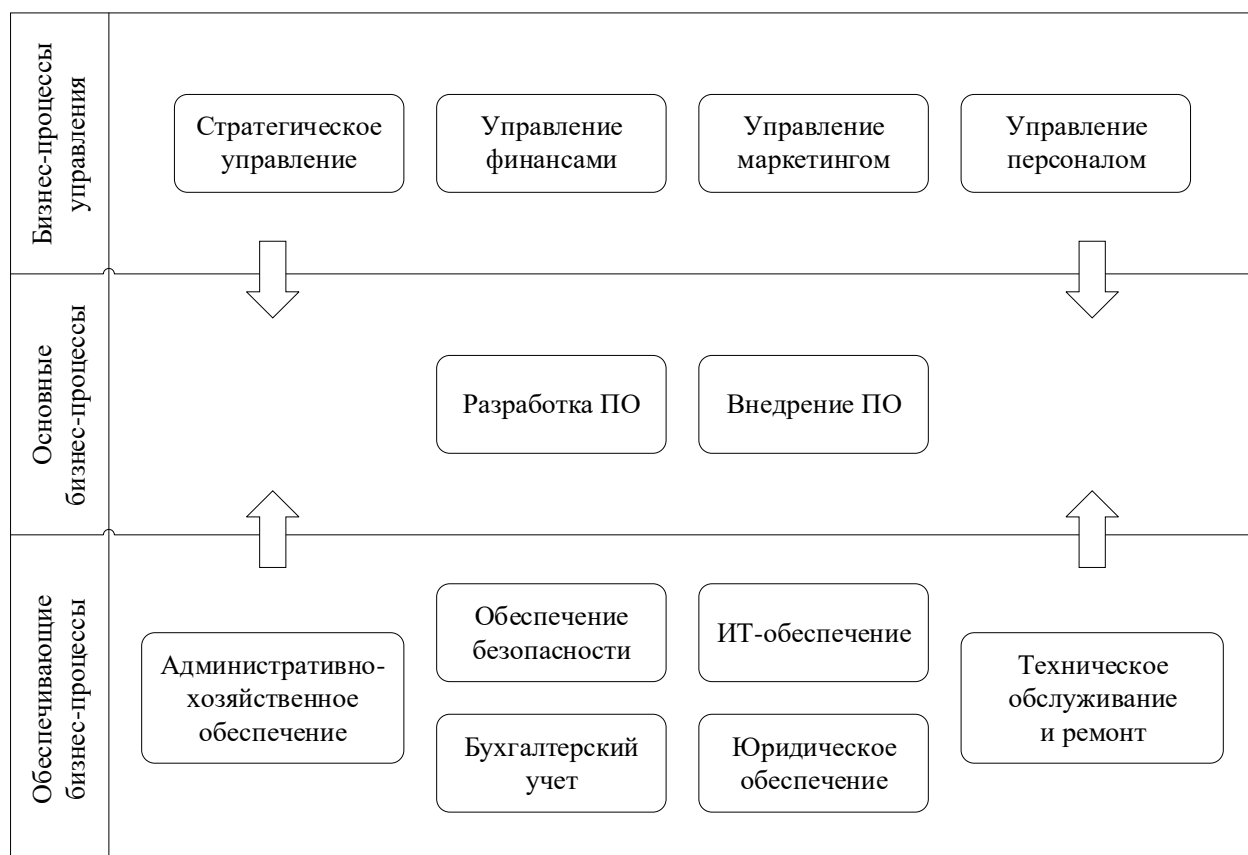 Бизнес-процессы
управления
Стратегическое
управление
Управление
финансами
Управление
маркетингом
Управление
персоналом
Основные
бизнес-процессы
Разработка ПО
Внедрение ПО
Обеспечивающие
бизнес-процессы
Административно-
хозяйственное
обеспечение
Обеспечение
безопасности
ИТ-обеспечение
Бухгалтерский
учет
Юридическое
обеспечение
Техническое
обслуживание
и ремонт